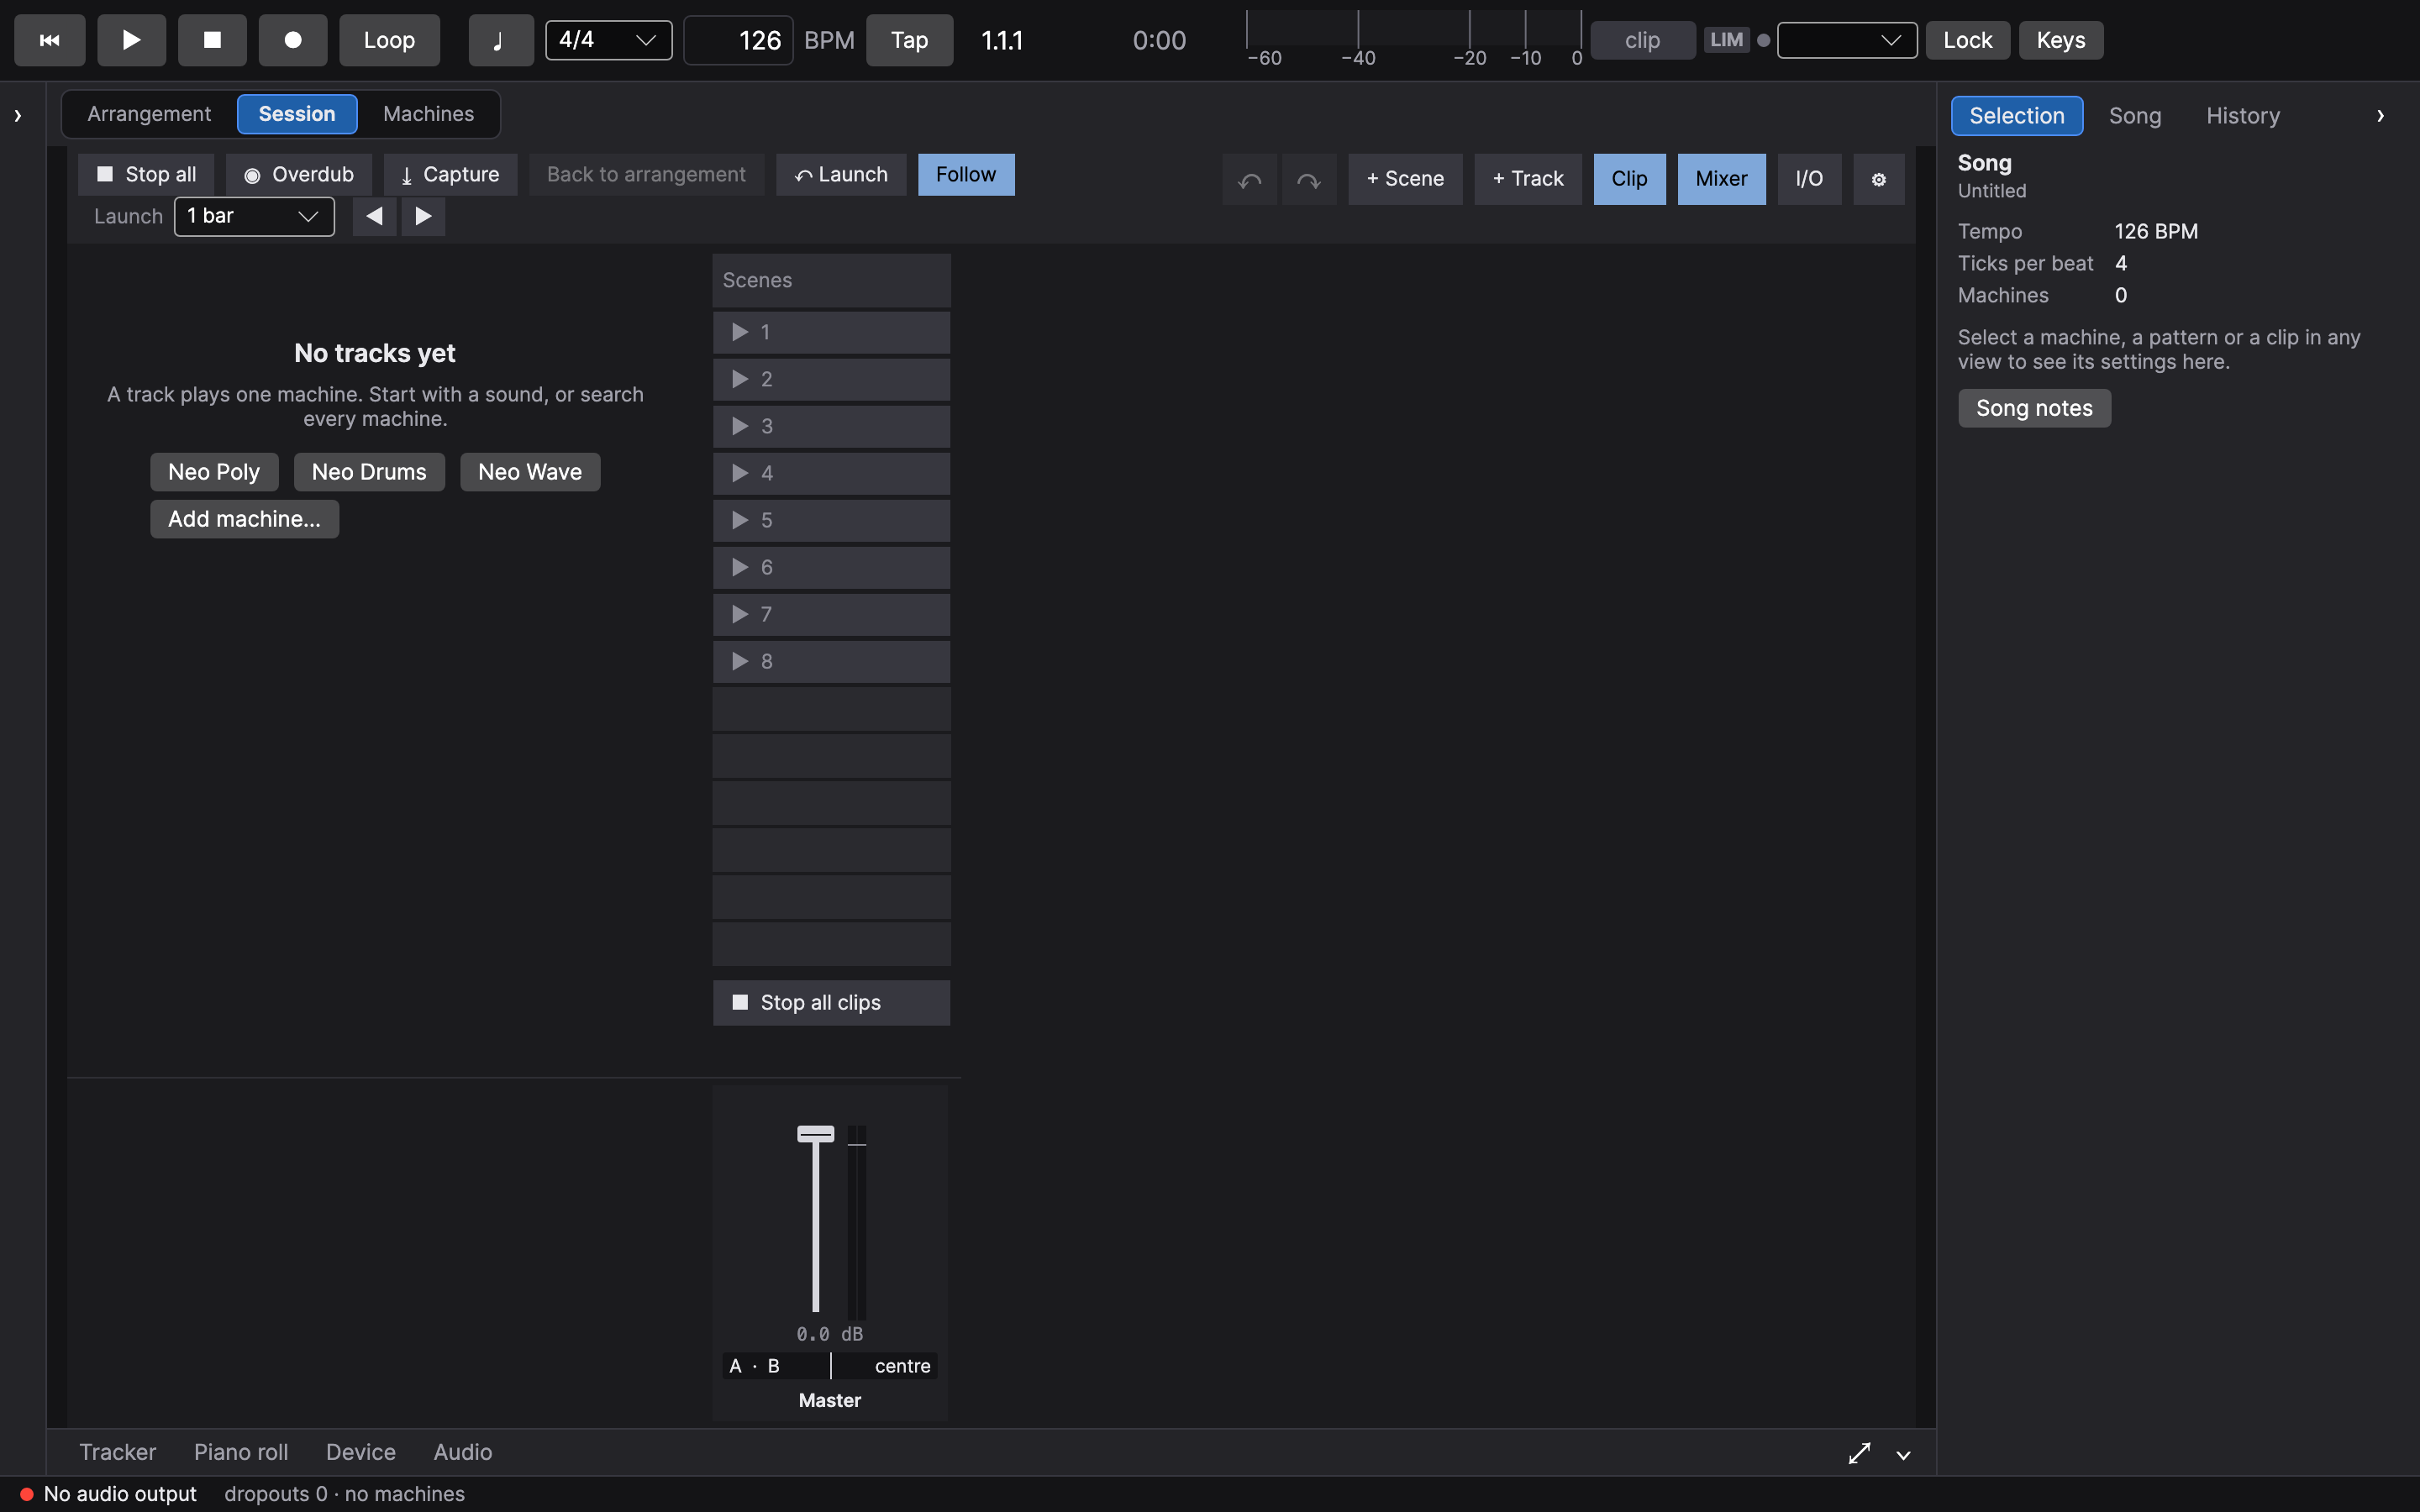 Loop
4/4
126 BPM
Tap
1.1.1
0:00
−60 −40 −20 −10 0
clip
LIM
Lock
Keys
Arrangement
Session
Machines
Selection
Song
History
Stop all
Overdub
Capture
Back to arrangement
Launch
Follow
+ Scene
+ Track
Clip
Mixer
I/O
Launch 1 bar
Song
Untitled
Tempo 126 BPM
Ticks per beat 4
Machines 0
Select a machine, a pattern or a clip in any
view to see its settings here.
Song notes
No tracks yet
A track plays one machine. Start with a sound, or search
every machine.
Neo Poly
Neo Drums
Neo Wave
Add machine...
Scenes
1
2
3
4
5
6
7
8
Stop all clips
0.0 dB
A · B centre
Master
Tracker
Piano roll
Device
Audio
No audio output
dropouts 0 · no machines